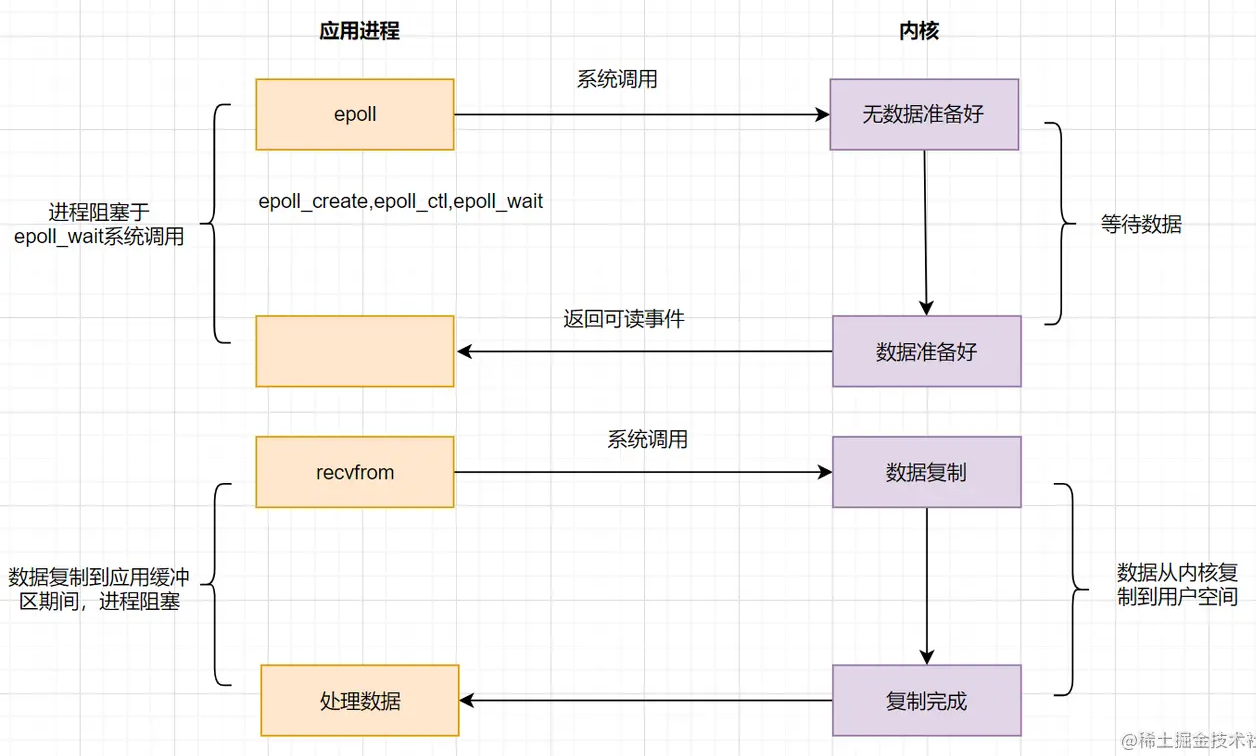 应用进程
内核
系统调用
epoll
无数据准备好
epoll_create,epoll_ctl,epoll_wait
进程阻塞于
epoll_wait系统调用
等待数据
返回可读事件
数据准备好
系统调用
recvfrom
数据复制
数据复制到应用缓冲
区期间，进程阻塞
数据从内核复
制到用户空间
处理数据
复制完成
@稀土掘金技术社